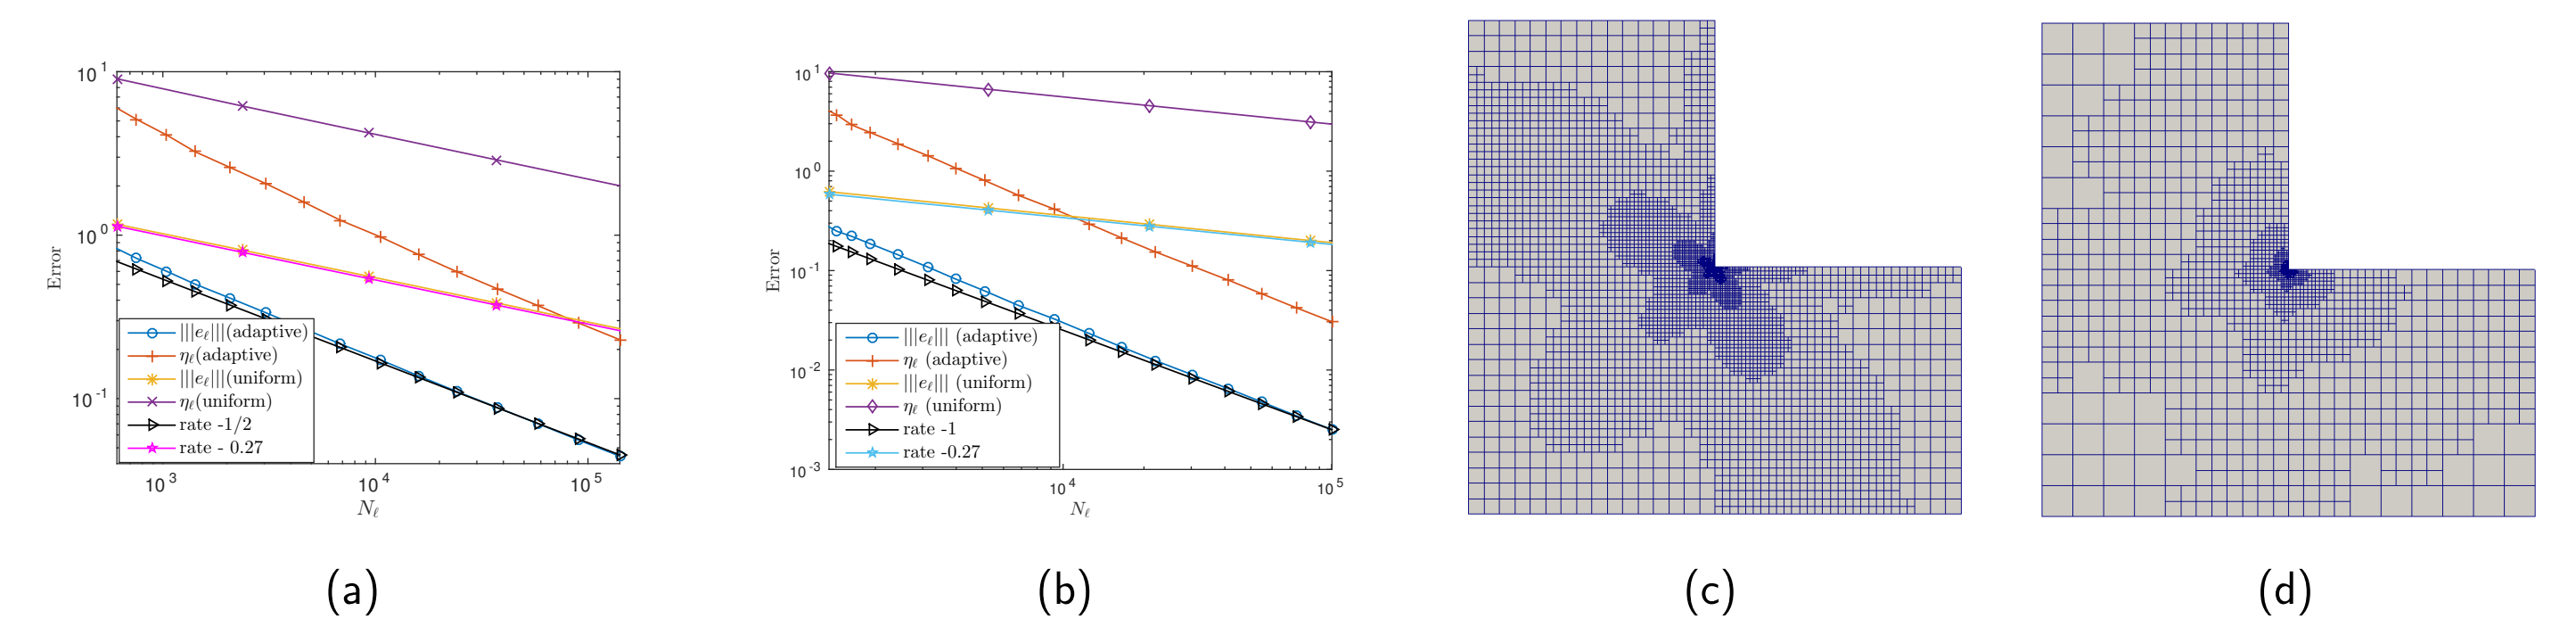 10^1
10^0
10^-1
Error
|||e_ℓ|||(adaptive)
η_ℓ(adaptive)
|||e_ℓ|||(uniform)
η_ℓ(uniform)
rate -1/2
rate - 0.27
10^3 10^4 10^5
N_ℓ
(a)
10^1
10^0
10^-1
10^-2
10^-3
Error
|||e_ℓ||| (adaptive)
η_ℓ (adaptive)
|||e_ℓ||| (uniform)
η_ℓ (uniform)
rate -1
rate -0.27
10^4 10^5
N_ℓ
(b)
(c)
(d)